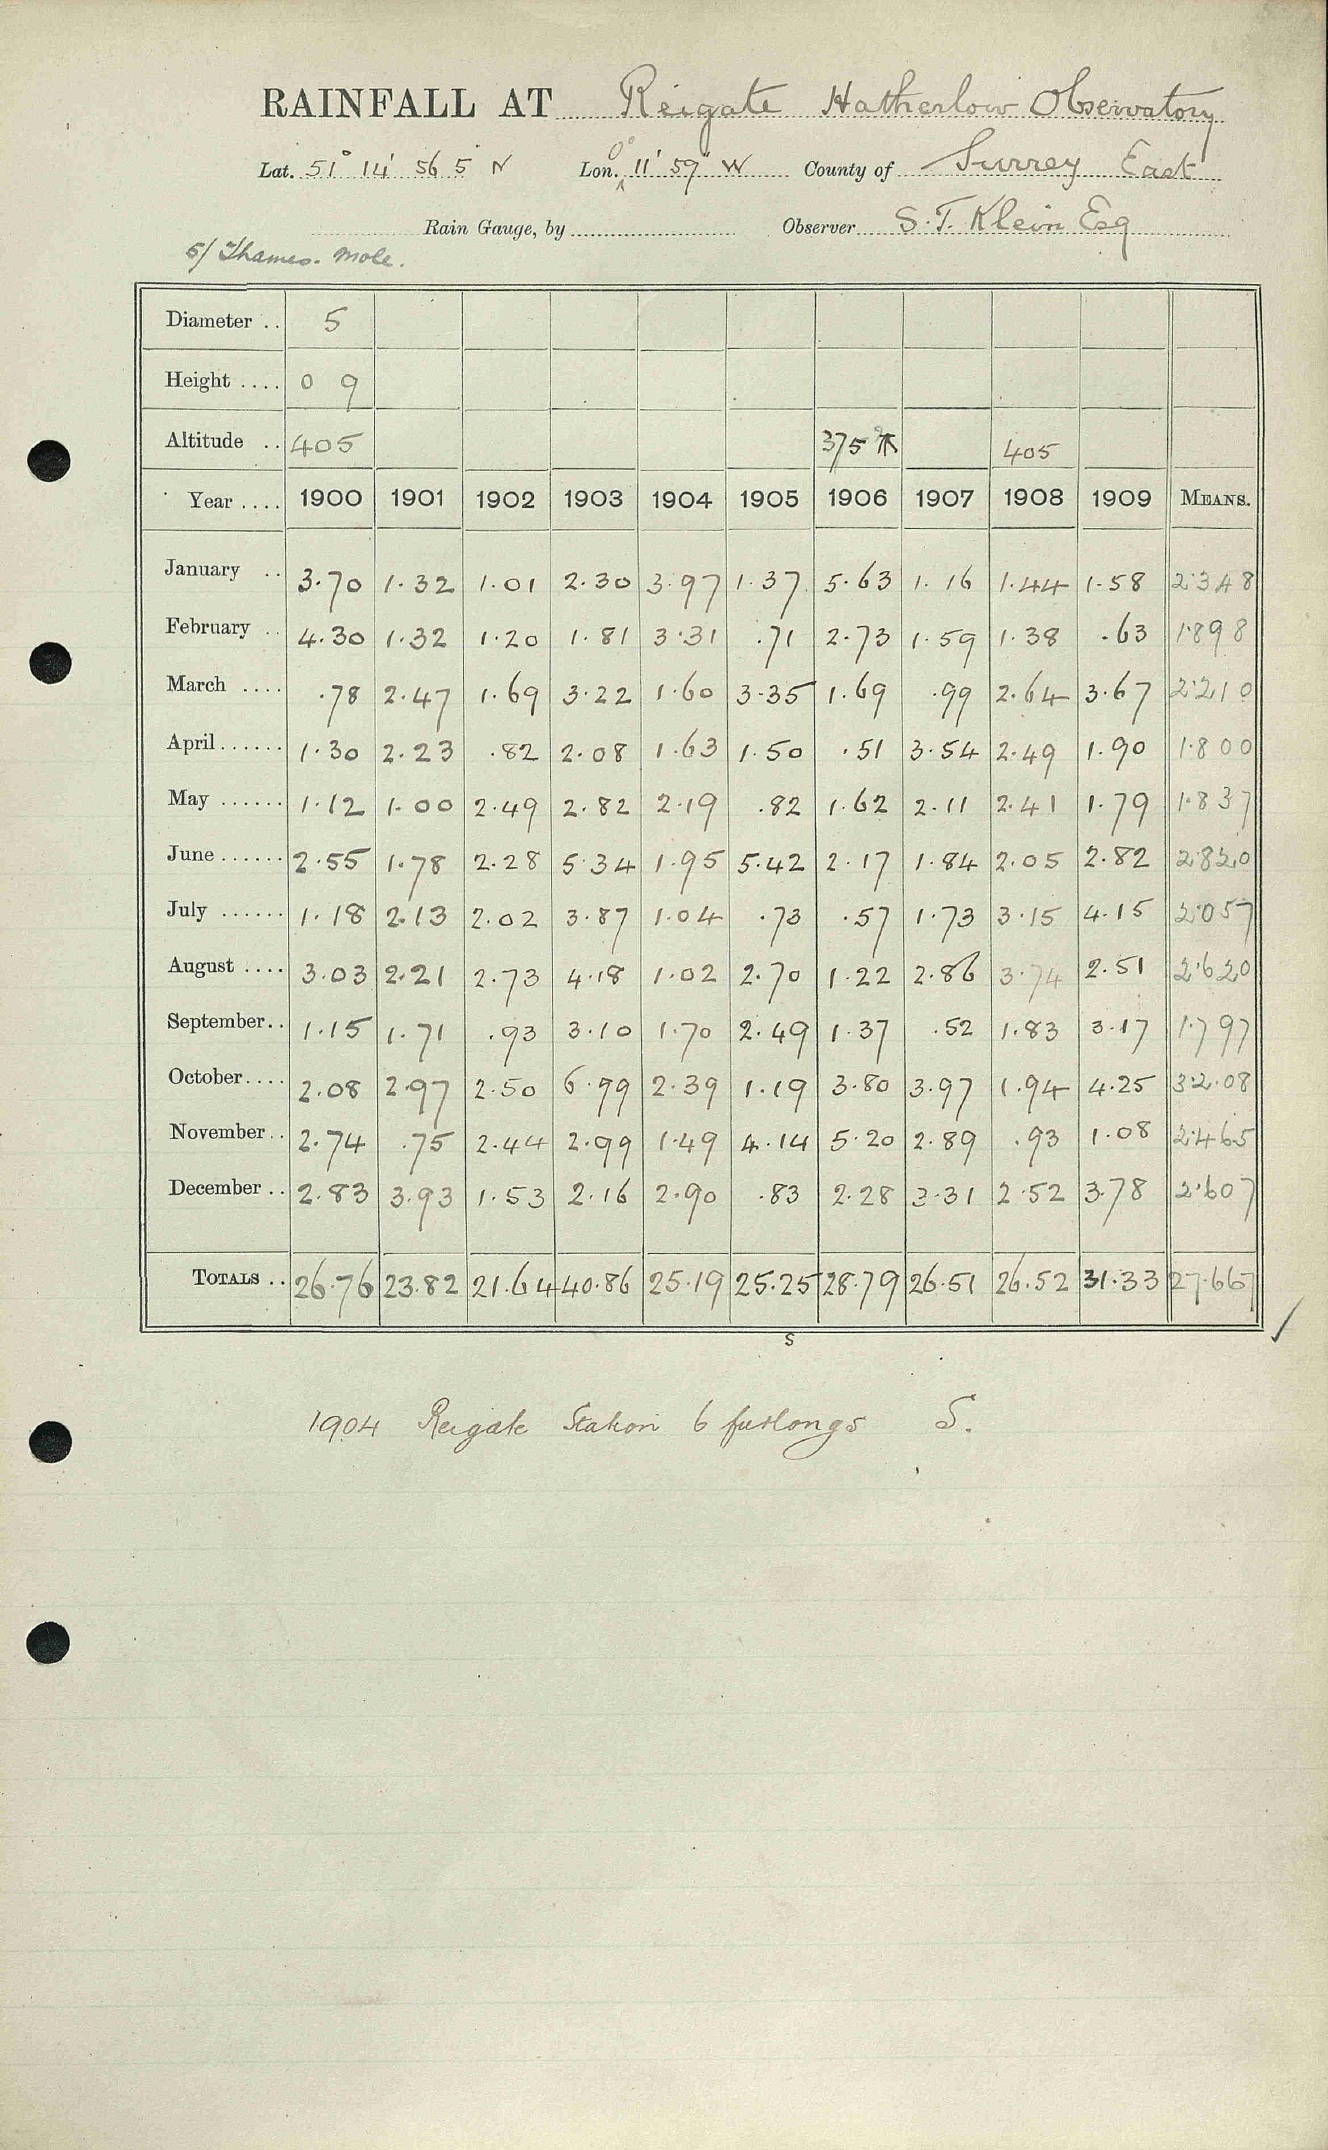 RAINFALL AT Reigate Hatherlow Observatory
Lat. 51° 14' 56 5 N Lon. 0° 11' 59" W County of Surrey East
Rain Gauge, by Observer S. T. Klein Esq
5/ Thames. Mole.
Diameter .. 5
Height .... 0 9
Altitude .. 405 375 405
Year .... 1900 1901 1902 1903 1904 1905 1906 1907 1908 1909 MEANS.
January .. 3.70 1.32 1.01 2.30 3.97 1.37 5.63 1.16 1.44 1.58 2.348
February .. 4.30 1.32 1.20 1.81 3.31 .71 2.73 1.59 1.38 .63 1.898
March .... .78 2.47 1.69 3.22 1.60 3.35 1.69 .99 2.64 3.67 2.210
April ...... 1.30 2.23 .82 2.08 1.63 1.50 .51 3.54 2.49 1.90 1.800
May ...... 1.12 1.00 2.49 2.82 2.19 .82 1.62 2.11 2.41 1.79 1.837
June ...... 2.55 1.78 2.28 5.34 1.95 5.42 2.17 1.84 2.05 2.82 2.820
July ...... 1.18 2.13 2.02 3.87 1.04 .73 .57 1.73 3.15 4.15 2.057
August .... 3.03 2.21 2.73 4.18 1.02 2.70 1.22 2.86 3.74 2.51 2.620
September.. 1.15 1.71 .93 3.10 1.70 2.49 1.37 .52 1.83 3.17 1.797
October.... 2.08 2.97 2.50 6.99 2.39 1.19 3.80 3.97 1.94 4.25 32.08
November.. 2.74 .75 2.44 2.99 1.49 4.14 5.20 2.89 .93 1.08 2.465
December .. 2.83 3.93 1.53 2.16 2.90 .83 2.28 3.31 2.52 3.78 2.607
TOTALS .. 26.76 23.82 21.64 40.86 25.19 25.25 28.79 26.51 26.52 31.33 27.667
S
1904 Reigate Station 6 furlongs S.